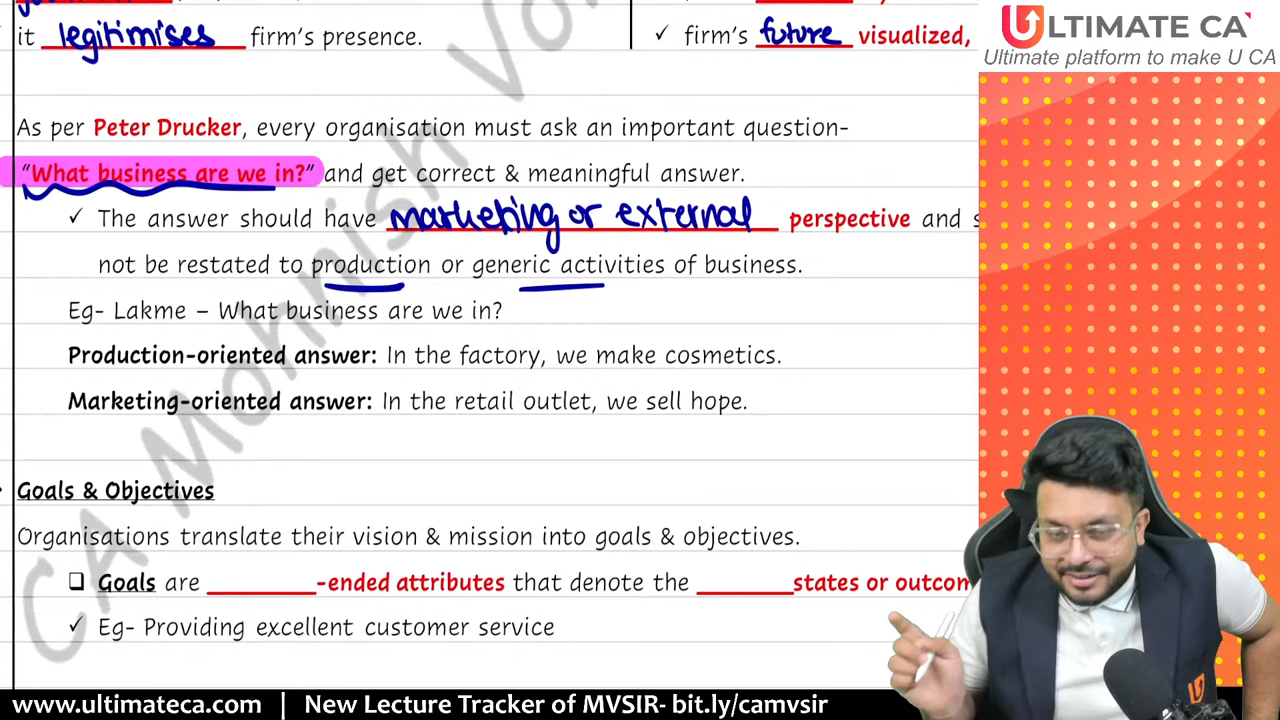 it legitimises firm's presence.
✓ firm's future visualized,
ULTIMATE CA
Ultimate platform to make U CA
As per Peter Drucker, every organisation must ask an important question-
"What business are we in?" and get correct & meaningful answer.
✓ The answer should have marketing or external perspective and
not be restated to production or generic activities of business.
Eg- Lakme – What business are we in?
Production-oriented answer: In the factory, we make cosmetics.
Marketing-oriented answer: In the retail outlet, we sell hope.
Goals & Objectives
Organisations translate their vision & mission into goals & objectives.
❑ Goals are ________-ended attributes that denote the _______states or outcom
✓ Eg- Providing excellent customer service
CA Mohnish Vo
www.ultimateca.com | New Lecture Tracker of MVSIR- bit.ly/camvsir